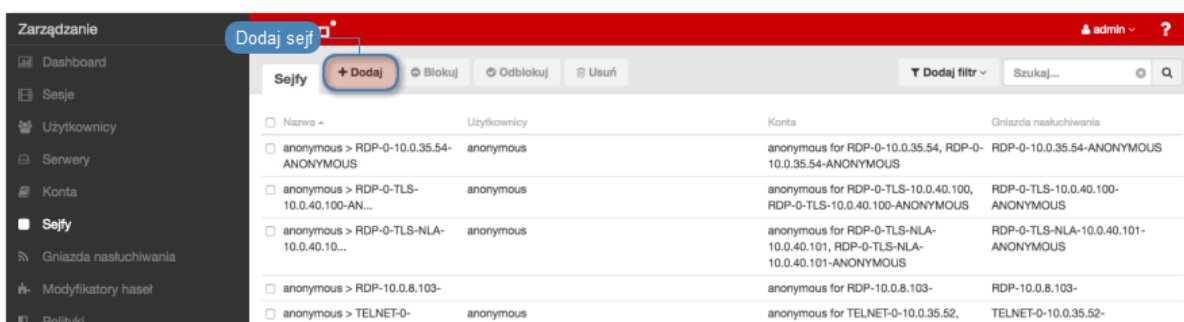 Zarządzanie
Dodaj sejf
admin
?
Dashboard
Sesje
Użytkownicy
Serwery
Konta
Sejfy
Gniazda nasłuchiwania
Modyfikatory haseł
Polityki
Sejfy
+ Dodaj
Blokuj
Odblokuj
Usuń
Dodaj filtr
Szukaj...
Nazwa Użytkownicy Konta Gniazda nasłuchiwania
anonymous > RDP-0-10.0.35.54- anonymous anonymous for RDP-0-10.0.35.54, RDP-0- RDP-0-10.0.35.54-ANONYMOUS
ANONYMOUS 10.0.35.54-ANONYMOUS
anonymous > RDP-0-TLS- anonymous anonymous for RDP-0-TLS-10.0.40.100, RDP-0-TLS-10.0.40.100-
10.0.40.100-AN... RDP-0-TLS-10.0.40.100-ANONYMOUS ANONYMOUS
anonymous > RDP-0-TLS-NLA- anonymous anonymous for RDP-0-TLS-NLA- RDP-0-TLS-NLA-10.0.40.101-
10.0.40.10... 10.0.40.101, RDP-0-TLS-NLA- ANONYMOUS
10.0.40.101-ANONYMOUS
anonymous > RDP-10.0.8.103- anonymous for RDP-10.0.8.103- RDP-10.0.8.103-
anonymous > TELNET-0- anonymous anonymous for TELNET-0-10.0.35.52, TELNET-0-10.0.35.52-